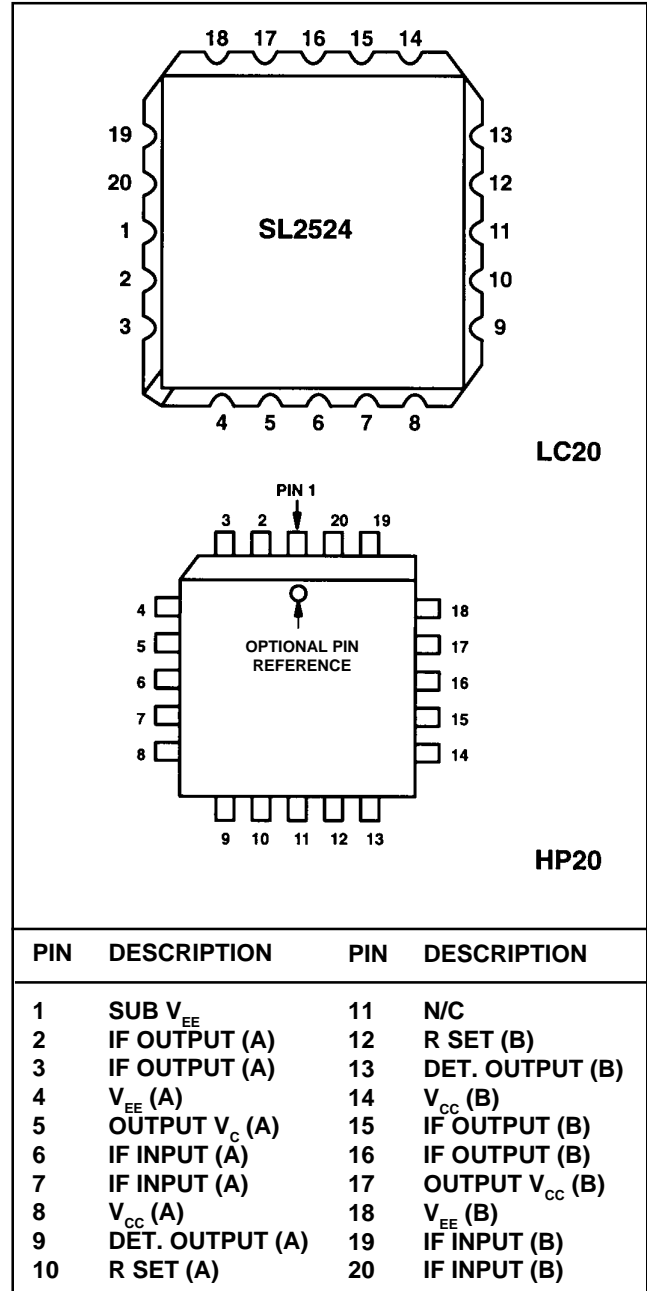 18 17 16 15 14
19 13
20 12
1 SL2524 11
2 10
3 9
4 5 6 7 8
LC20
PIN 1
3 2 20 19
4 18
5 OPTIONAL PIN 17
REFERENCE
6 16
7 15
8 14
9 10 11 12 13
HP20
PIN DESCRIPTION PIN DESCRIPTION
1 SUB VEE 11 N/C
2 IF OUTPUT (A) 12 R SET (B)
3 IF OUTPUT (A) 13 DET. OUTPUT (B)
4 VEE (A) 14 VCC (B)
5 OUTPUT VC (A) 15 IF OUTPUT (B)
6 IF INPUT (A) 16 IF OUTPUT (B)
7 IF INPUT (A) 17 OUTPUT VCC (B)
8 VCC (A) 18 VEE (B)
9 DET. OUTPUT (A) 19 IF INPUT (B)
10 R SET (A) 20 IF INPUT (B)